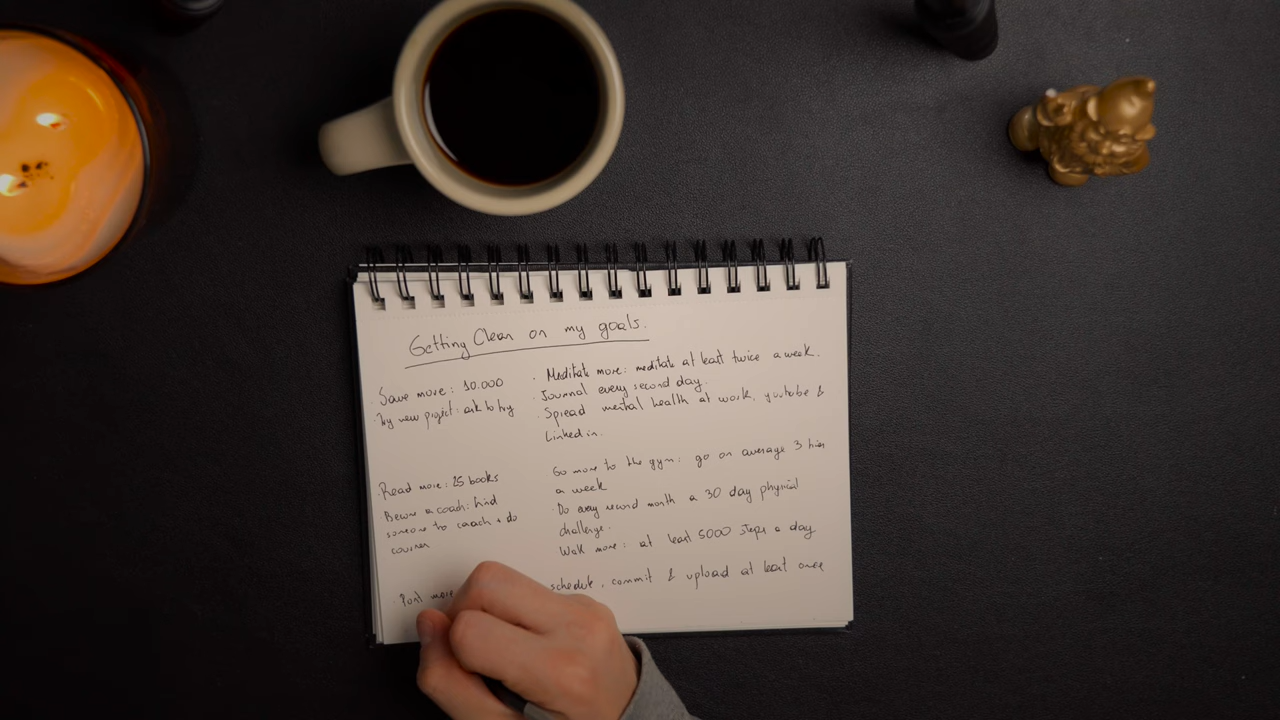 Getting Clean on my goals.
· Save more: 10.000
· Try new project: ask to try
· Read more: 25 books
· Become a coach: find
someone to coach + do
courses
· more
· Meditate more: meditate at least twice a week.
· Journal every second day.
· Spread mental health at work, youtube &
Linkedin.
Go more to the gym: go on average 3 times
a week
· Do every second month a 30 day physical
challenge.
Walk more: at least 5000 steps a day
schedule, commit & upload at least once